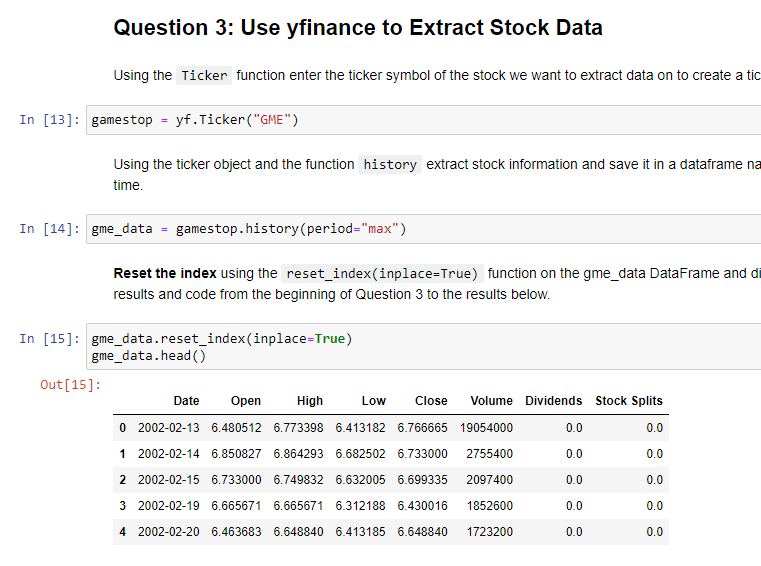 Question 3: Use yfinance to Extract Stock Data
Using the Ticker function enter the ticker symbol of the stock we want to extract data on to create a tic
In [13]: gamestop = yf.Ticker("GME")
Using the ticker object and the function history extract stock information and save it in a dataframe na
time.
In [14]: gme_data = gamestop.history(period="max")
Reset the index using the reset_index(inplace=True) function on the gme_data DataFrame and di
results and code from the beginning of Question 3 to the results below.
In [15]: gme_data.reset_index(inplace=True)
gme_data.head()
Out[15]:
Date Open High Low Close Volume Dividends Stock Splits
0 2002-02-13 6.480512 6.773398 6.413182 6.766665 19054000 0.0 0.0
1 2002-02-14 6.850827 6.864293 6.682502 6.733000 2755400 0.0 0.0
2 2002-02-15 6.733000 6.749832 6.632005 6.699335 2097400 0.0 0.0
3 2002-02-19 6.665671 6.665671 6.312188 6.430016 1852600 0.0 0.0
4 2002-02-20 6.463683 6.648840 6.413185 6.648840 1723200 0.0 0.0